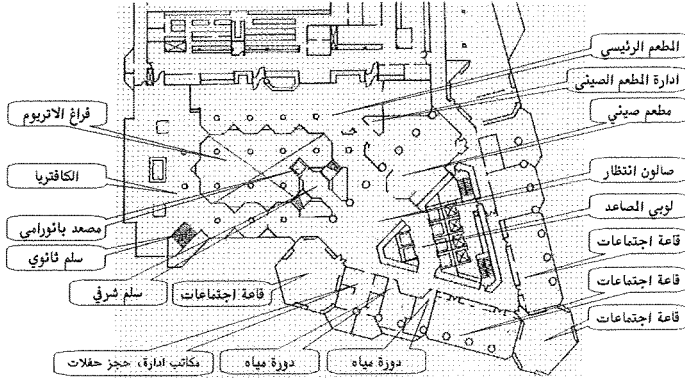 المطعم الرئيسي
ادارة المطعم الصيني
مطعم صيني
صالون انتظار
لوبي المصاعد
قاعة اجتماعات
قاعة اجتماعات
قاعة اجتماعات
فراغ الاتريوم
الكافتريا
مصعد بانورامي
سلم ثانوي
سلم شرفي
قاعة اجتماعات
مكاتب ادارة، حجز حفلات
دورة مياه
دورة مياه